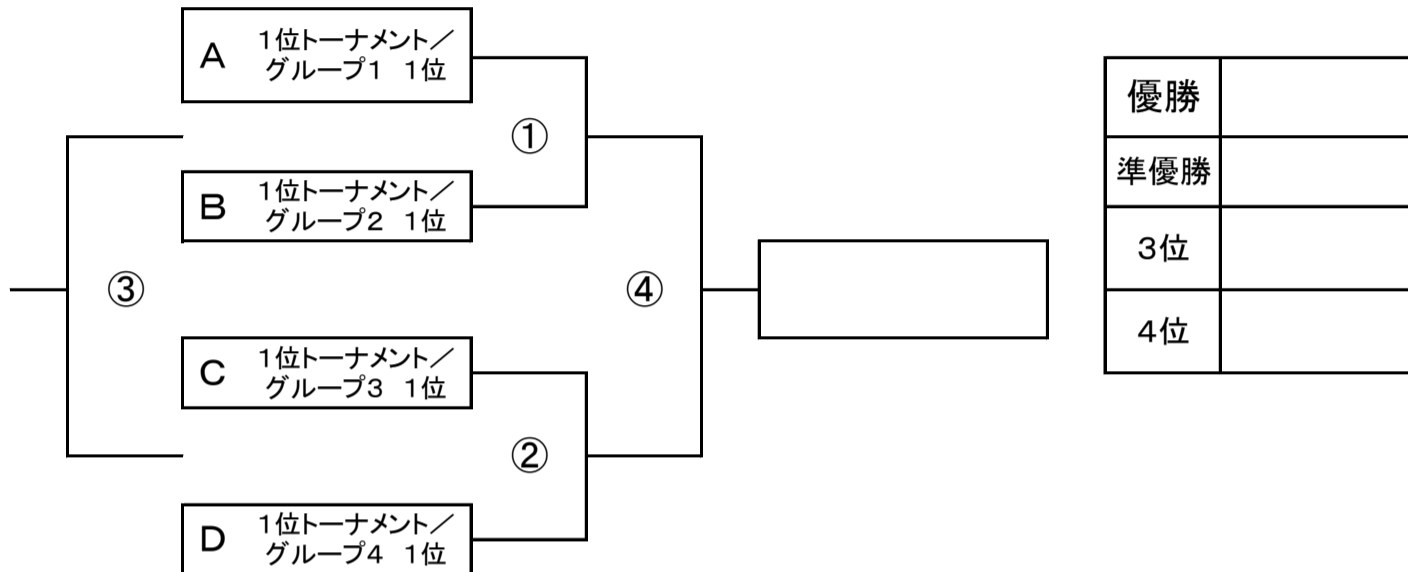 A 1位トーナメント／
グループ1 1位
①
B 1位トーナメント／
グループ2 1位
③
④
C 1位トーナメント／
グループ3 1位
②
D 1位トーナメント／
グループ4 1位
優勝
準優勝
3位
4位